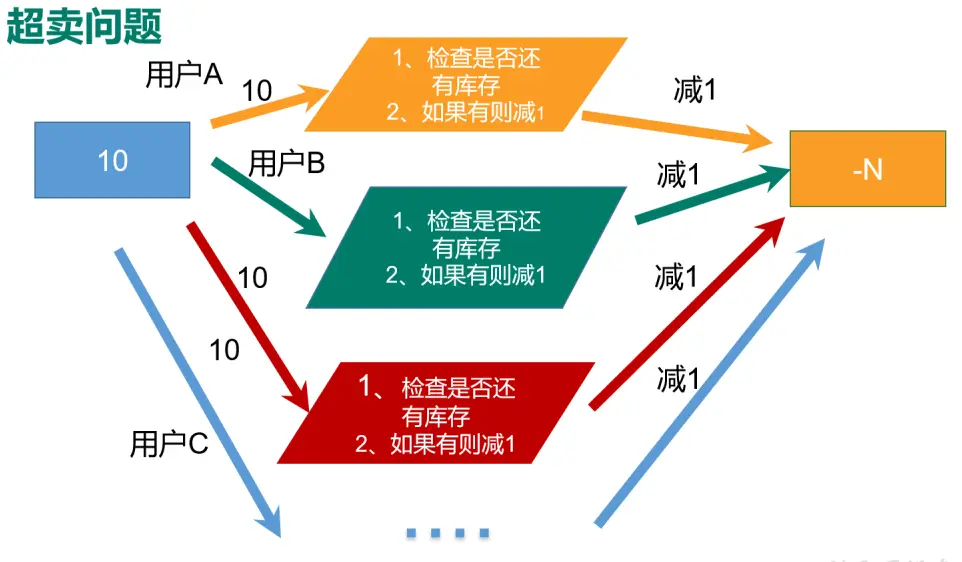 超卖问题
用户A
10
1、检查是否还
有库存
2、如果有则减1
减1
10
用户B
1、检查是否还
有库存
2、如果有则减1
减1
-N
10
10
1、检查是否还
有库存
2、如果有则减1
减1
用户C
减1